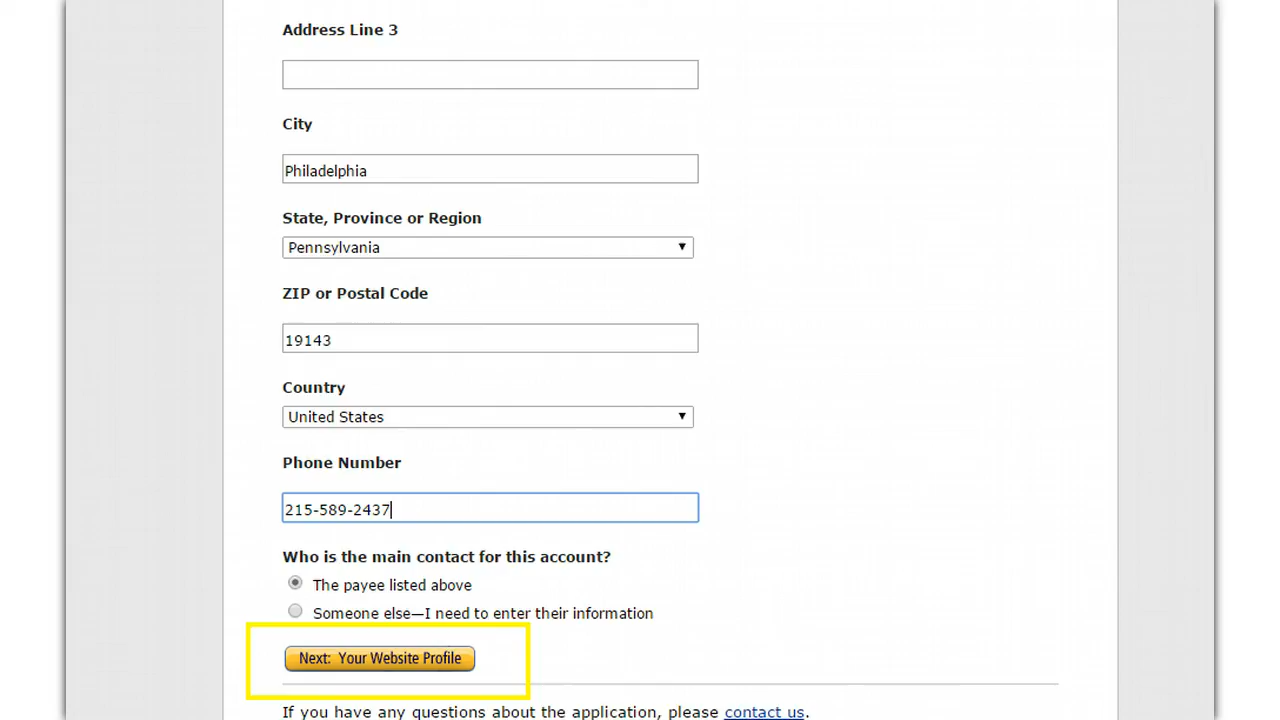 Address Line 3
City
Philadelphia
State, Province or Region
Pennsylvania
ZIP or Postal Code
19143
Country
United States
Phone Number
215-589-2437
Who is the main contact for this account?
The payee listed above
Someone else—I need to enter their information
Next: Your Website Profile
If you have any questions about the application, please contact us.